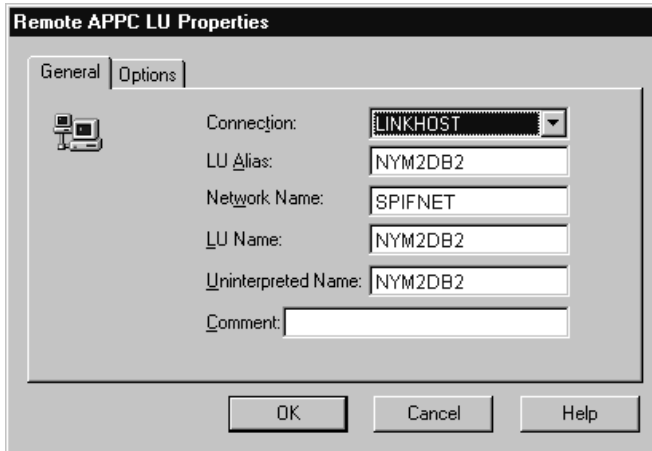 Remote APPC LU Properties
General Options
Connection: LINKHOST
LU Alias: NYM2DB2
Network Name: SPIFNET
LU Name: NYM2DB2
Uninterpreted Name: NYM2DB2
Comment:
OK Cancel Help